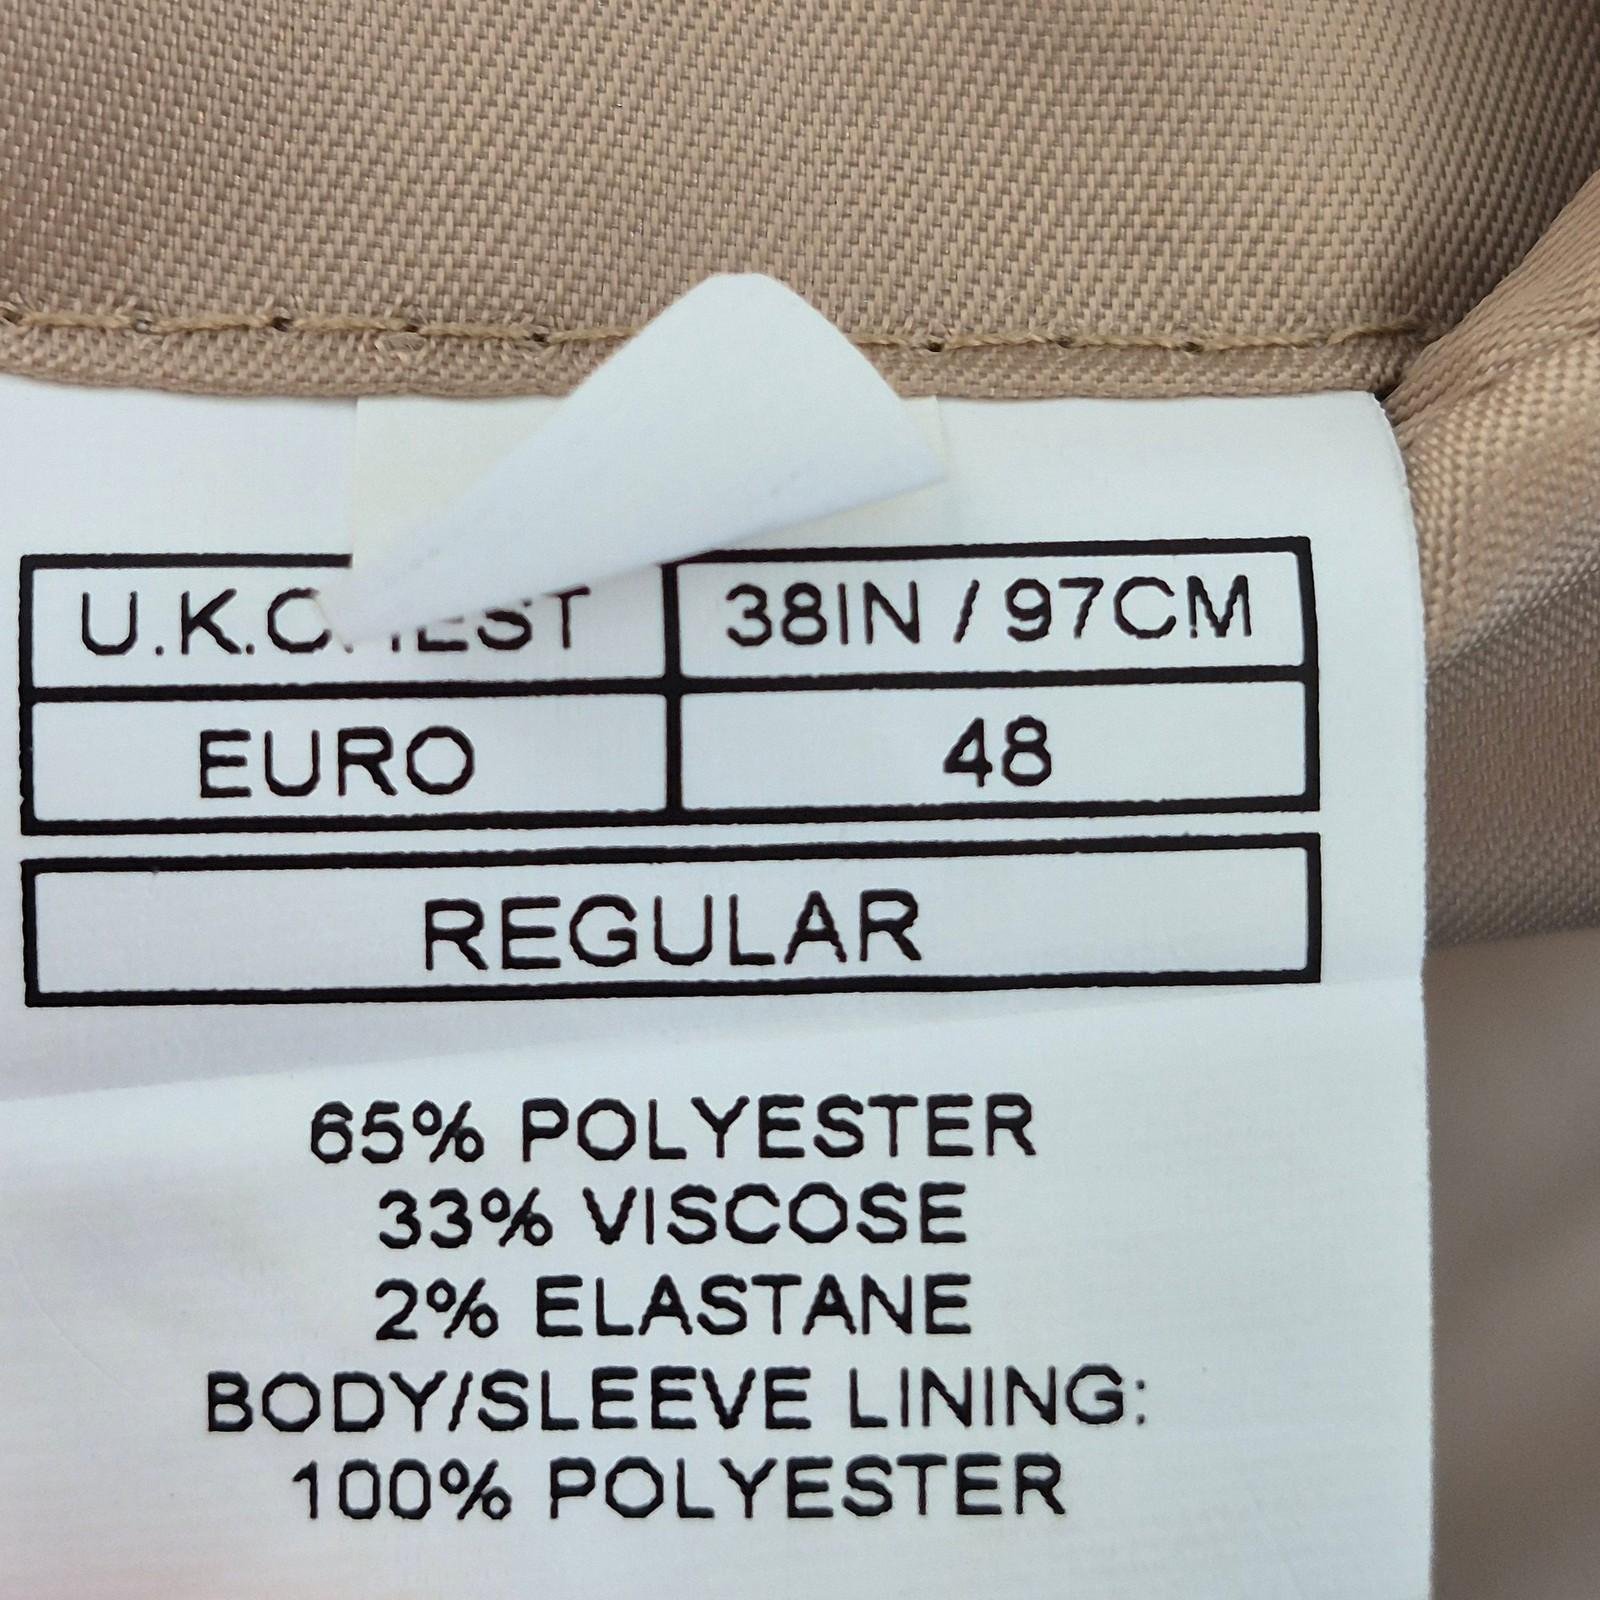 U.K.CHEST 38IN / 97CM
EURO 48
REGULAR
65% POLYESTER
33% VISCOSE
2% ELASTANE
BODY/SLEEVE LINING:
100% POLYESTER